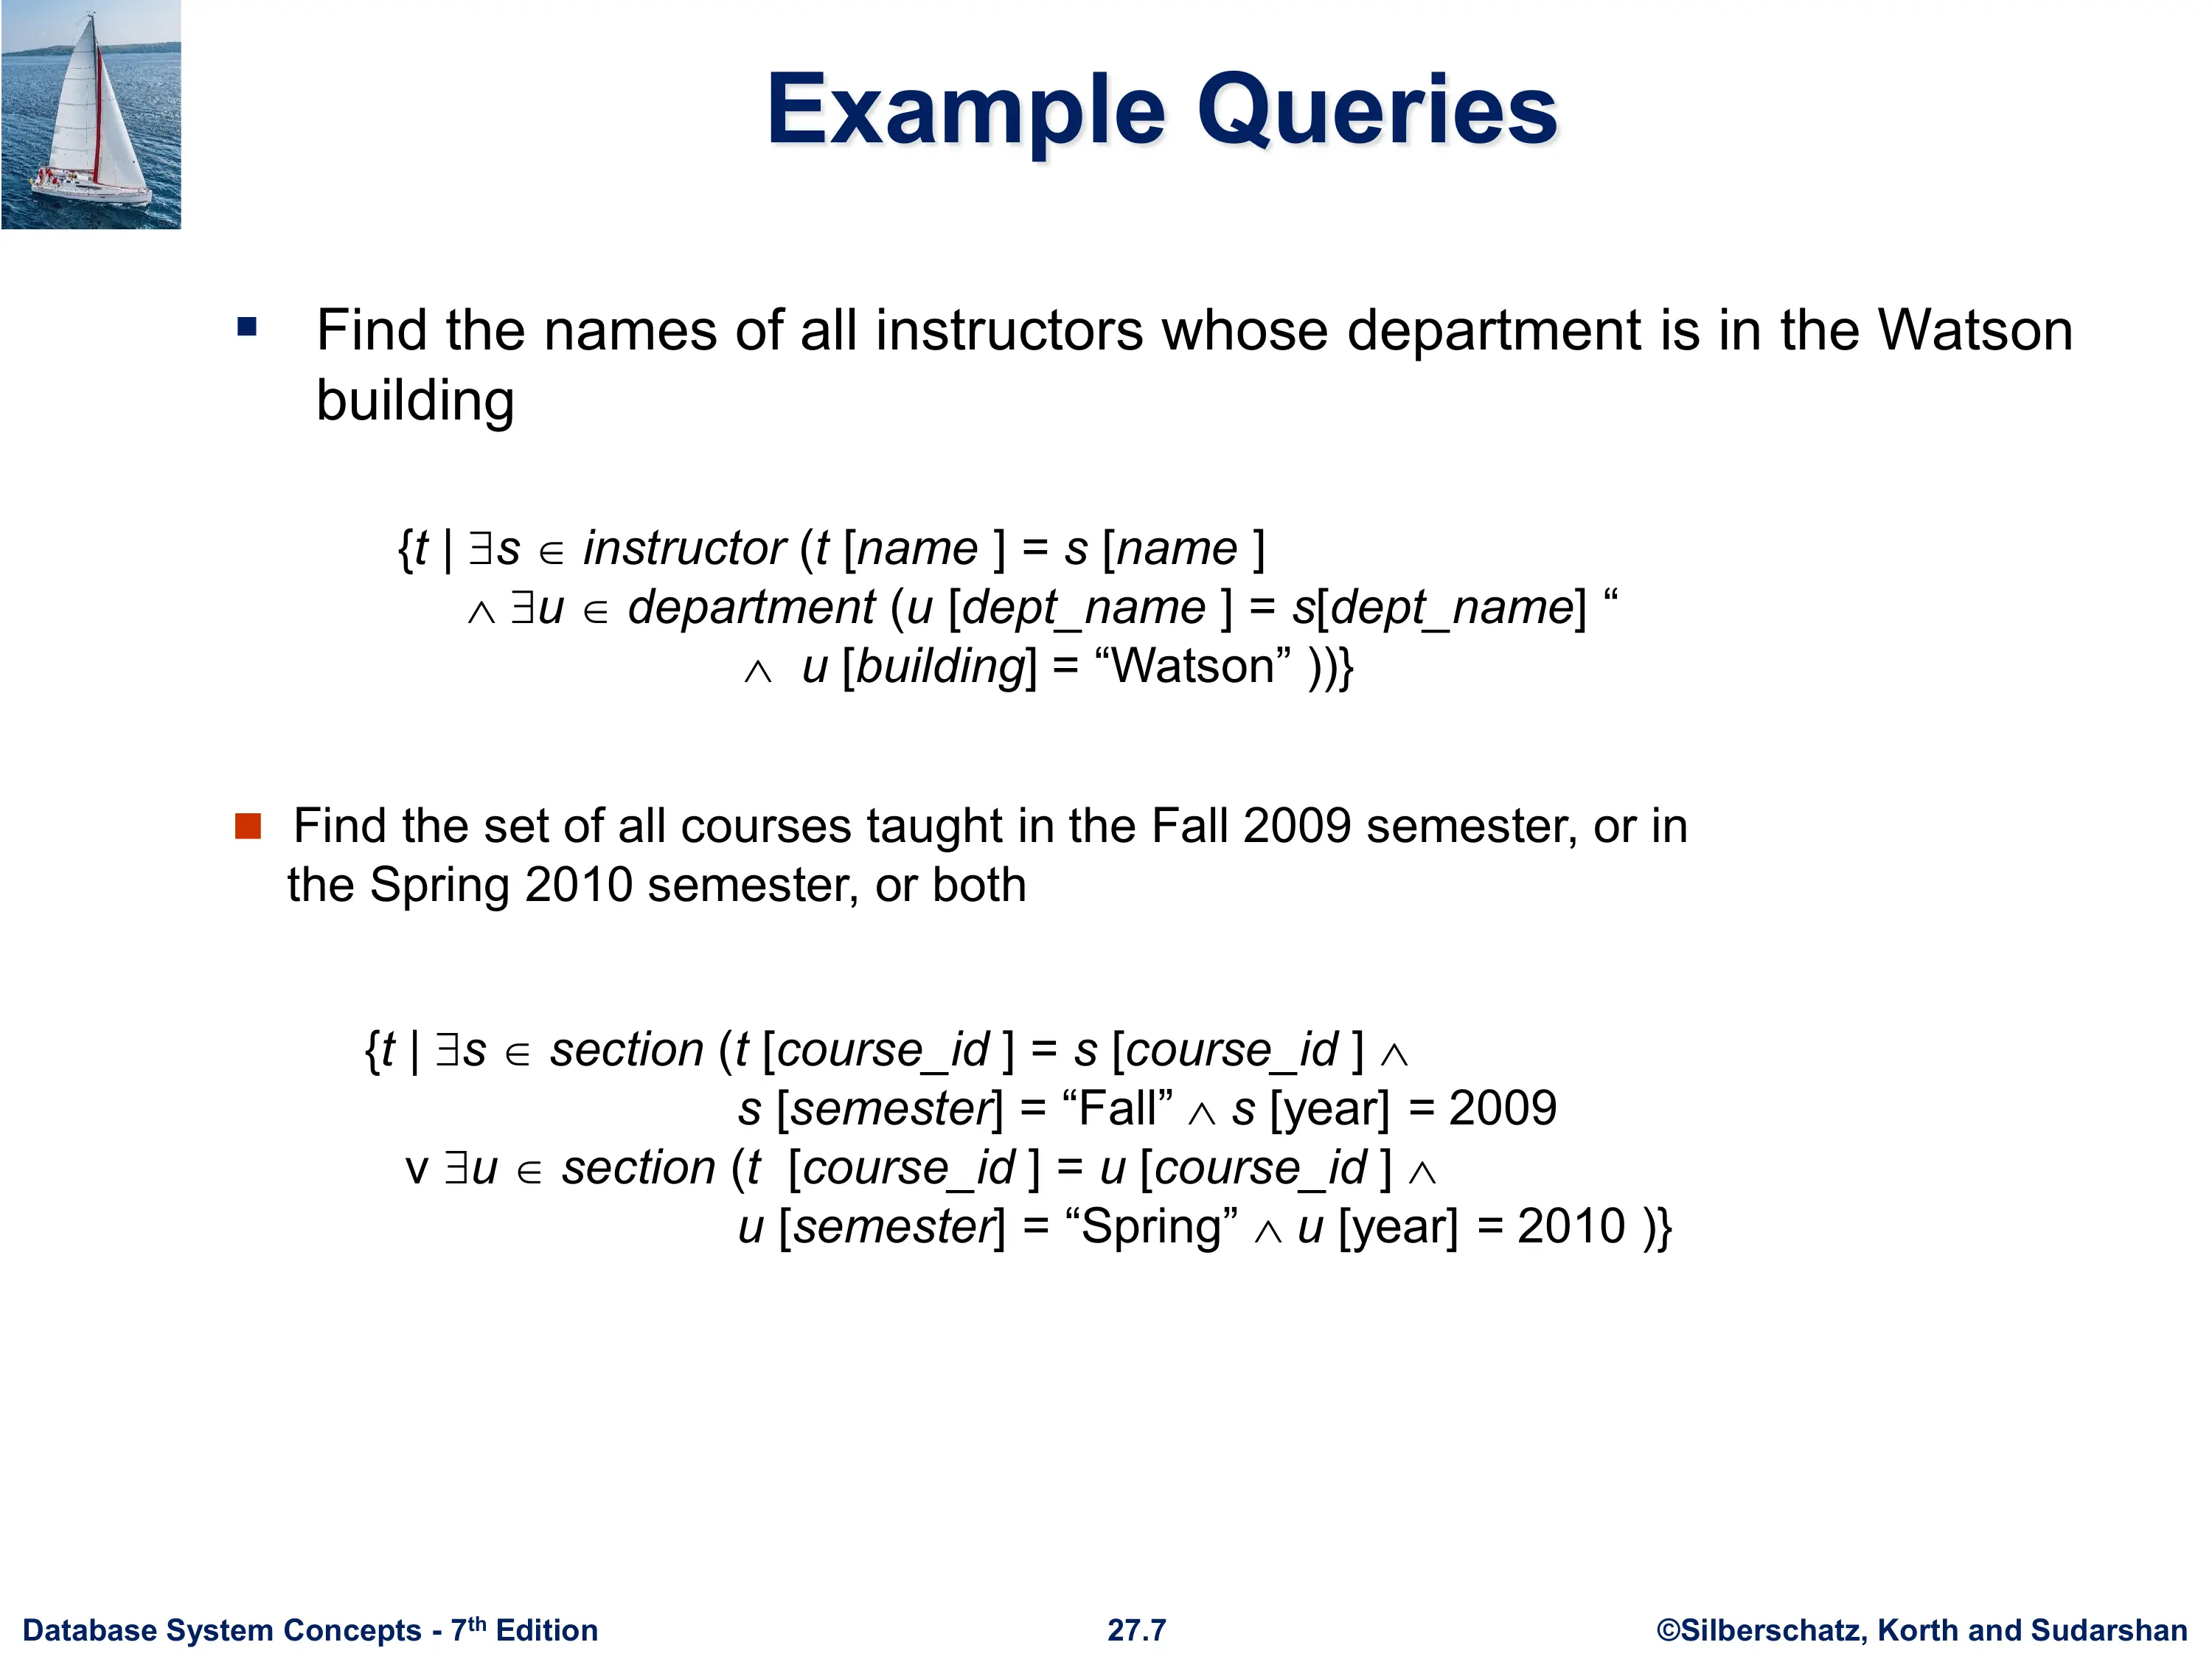 Example Queries
▪ Find the names of all instructors whose department is in the Watson
building
{t | ∃s ∈ instructor (t [name ] = s [name ]
∧ ∃u ∈ department (u [dept_name ] = s[dept_name] “
∧ u [building] = “Watson” ))}
■ Find the set of all courses taught in the Fall 2009 semester, or in
the Spring 2010 semester, or both
{t | ∃s ∈ section (t [course_id ] = s [course_id ] ∧
s [semester] = “Fall” ∧ s [year] = 2009
v ∃u ∈ section (t [course_id ] = u [course_id ] ∧
u [semester] = “Spring” ∧ u [year] = 2010 )}
Database System Concepts - 7th Edition
27.7
©Silberschatz, Korth and Sudarshan